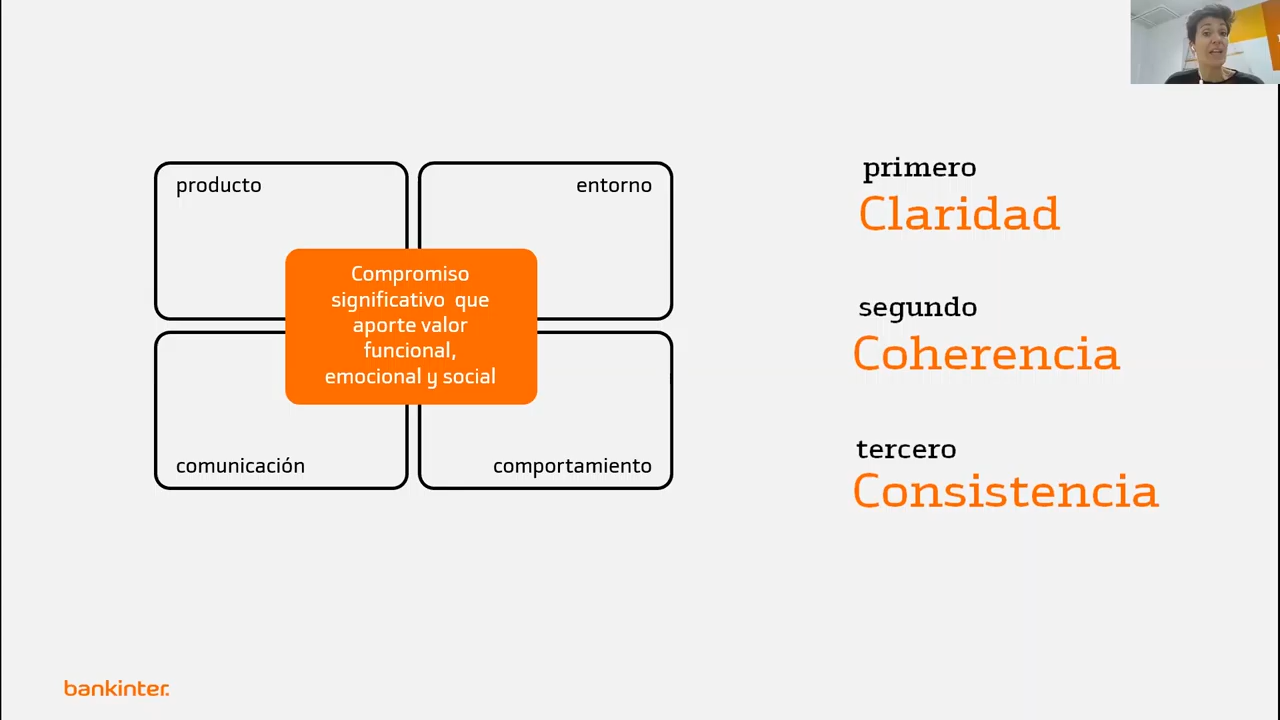 producto
entorno
Compromiso
significativo que
aporte valor
funcional,
emocional y social
comunicación
comportamiento
primero
Claridad
segundo
Coherencia
tercero
Consistencia
bankinter.